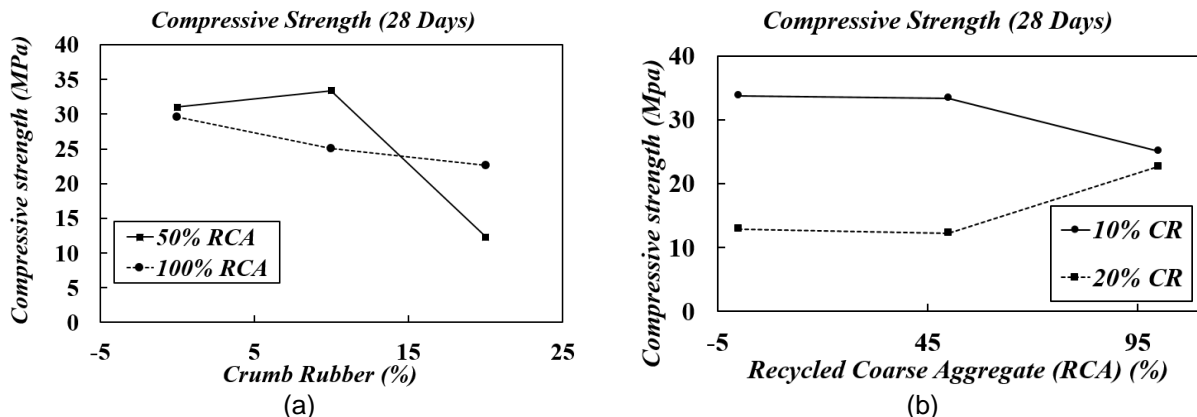 Compressive Strength (28 Days)
Compressive strength (MPa)
40
35
30
25
20
15
10
5
0
-5
5
15
25
50% RCA
100% RCA
Crumb Rubber (%)
(a)
Compressive Strength (28 Days)
Compressive strength (Mpa)
40
30
20
10
0
-5
45
95
10% CR
20% CR
Recycled Coarse Aggregate (RCA) (%)
(b)